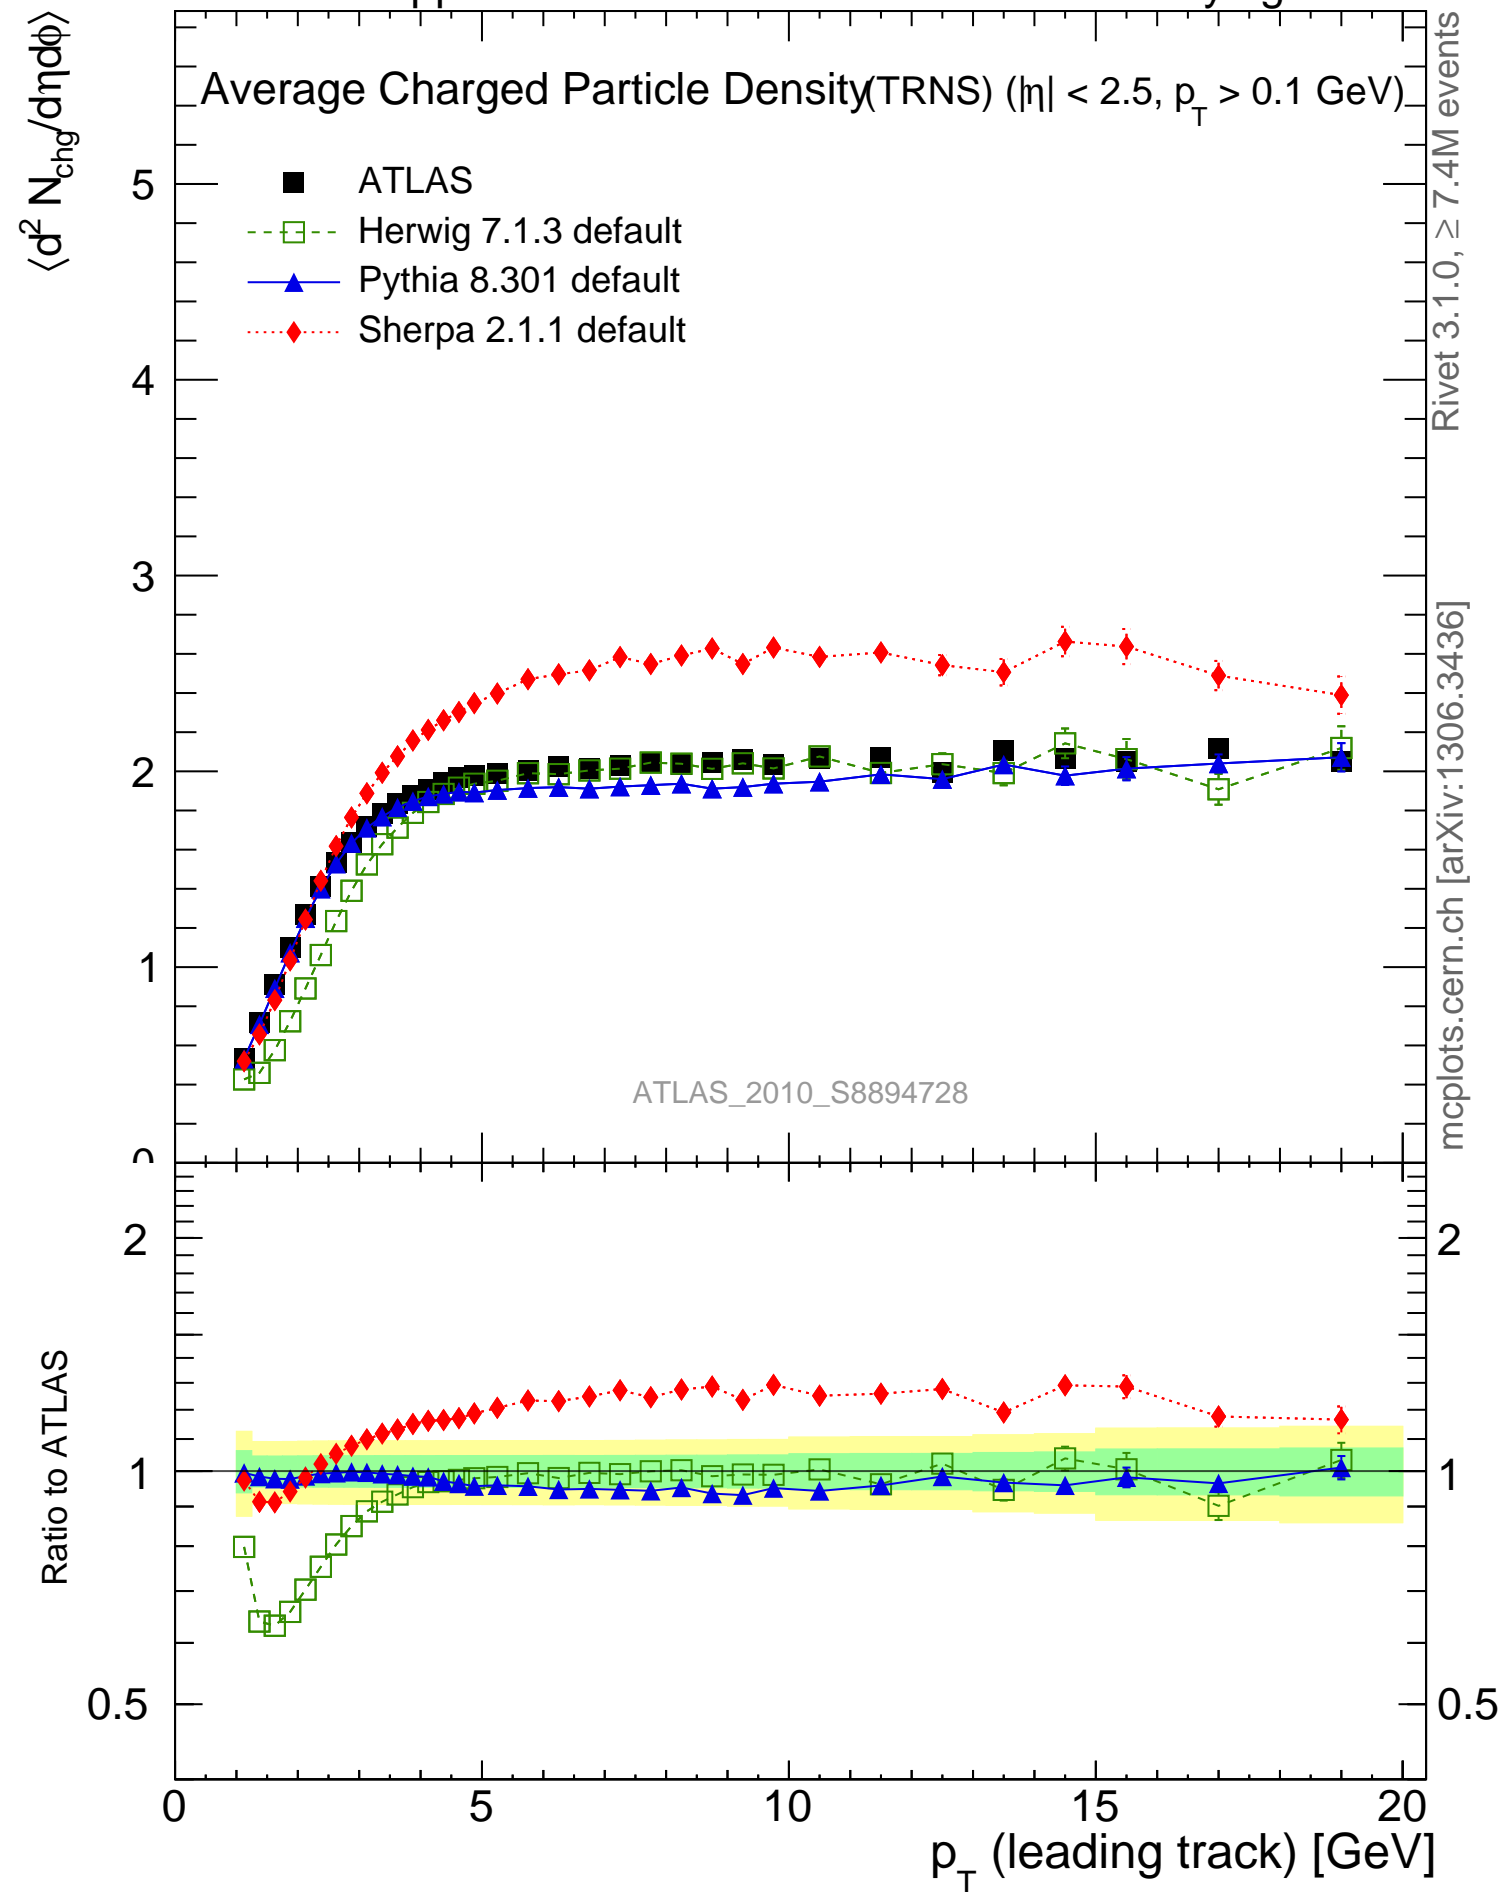 ⟨d² N_chg/dηdϕ⟩
Average Charged Particle Density (TRNS) (|η| < 2.5, p_T > 0.1 GeV)
ATLAS
Herwig 7.1.3 default
Pythia 8.301 default
Sherpa 2.1.1 default
5
4
3
2
1
0
ATLAS_2010_S8894728
Rivet 3.1.0, ≥ 7.4M events
mcplots.cern.ch [arXiv:1306.3436]
Ratio to ATLAS
2
1
0.5
2
1
0.5
0 5 10 15 20
p_T (leading track) [GeV]